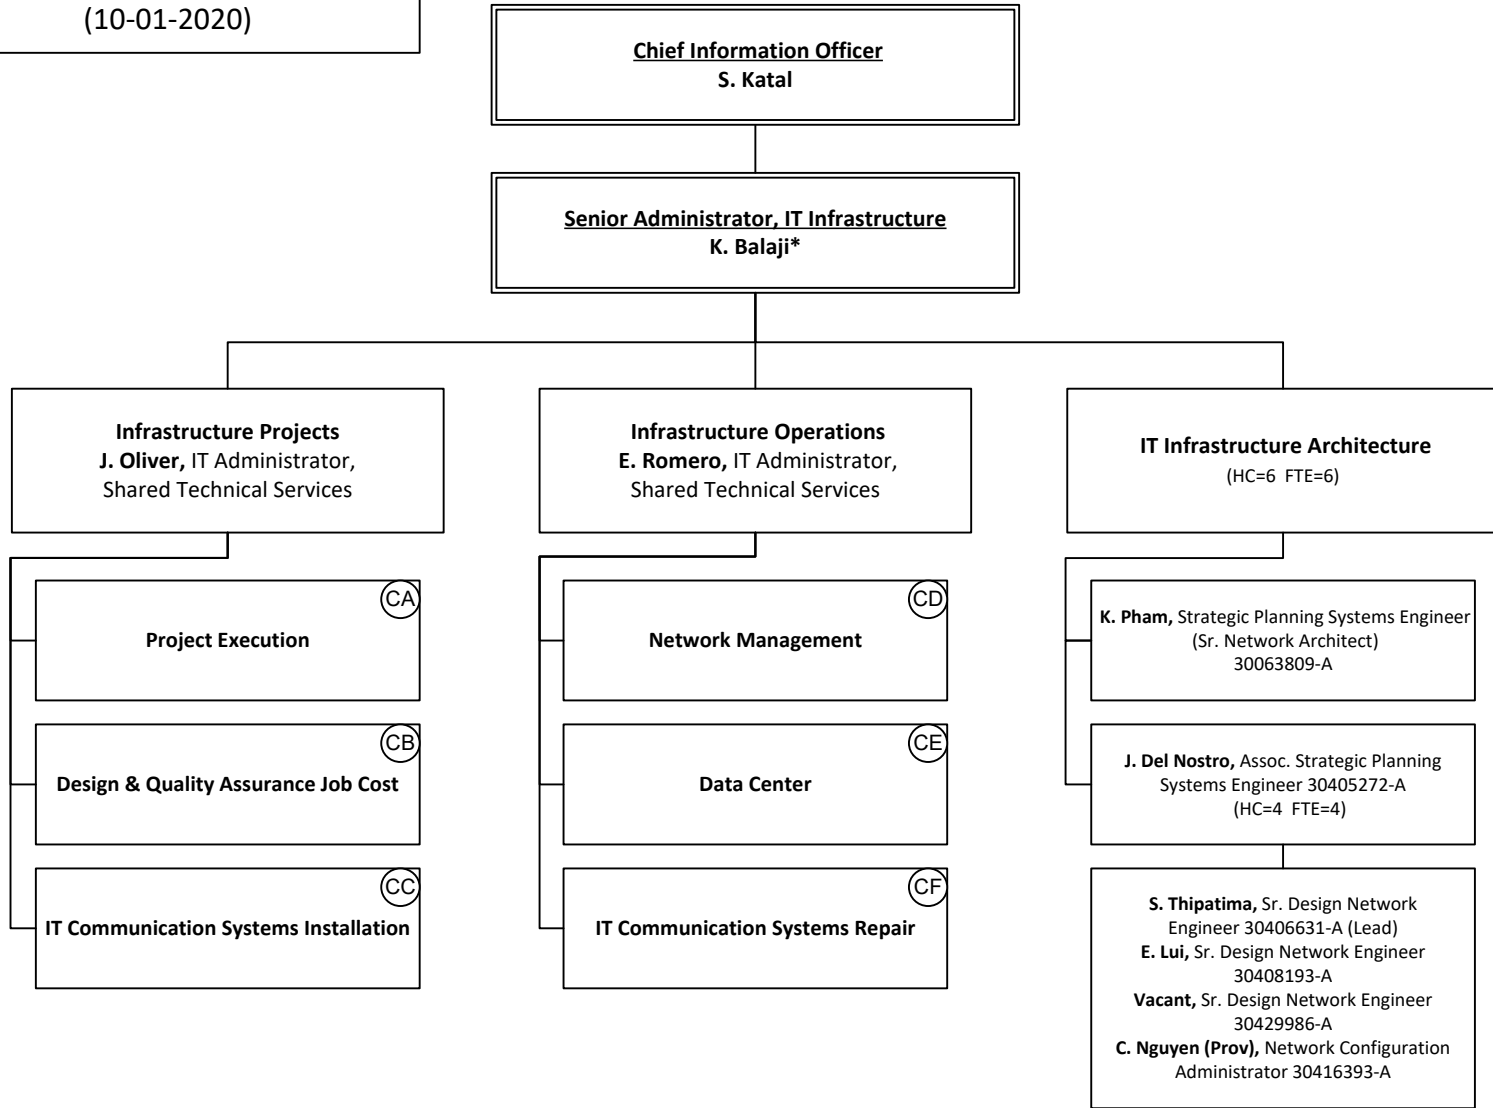 (10-01-2020)
Chief Information Officer
S. Katal
Senior Administrator, IT Infrastructure
K. Balaji*
Infrastructure Projects
J. Oliver, IT Administrator,
Shared Technical Services
Infrastructure Operations
E. Romero, IT Administrator,
Shared Technical Services
IT Infrastructure Architecture
(HC=6 FTE=6)
CA
Project Execution
CB
Design & Quality Assurance Job Cost
CC
IT Communication Systems Installation
CD
Network Management
CE
Data Center
CF
IT Communication Systems Repair
K. Pham, Strategic Planning Systems Engineer
(Sr. Network Architect)
30063809-A
J. Del Nostro, Assoc. Strategic Planning
Systems Engineer 30405272-A
(HC=4 FTE=4)
S. Thipatima, Sr. Design Network
Engineer 30406631-A (Lead)
E. Lui, Sr. Design Network Engineer
30408193-A
Vacant, Sr. Design Network Engineer
30429986-A
C. Nguyen (Prov), Network Configuration
Administrator 30416393-A